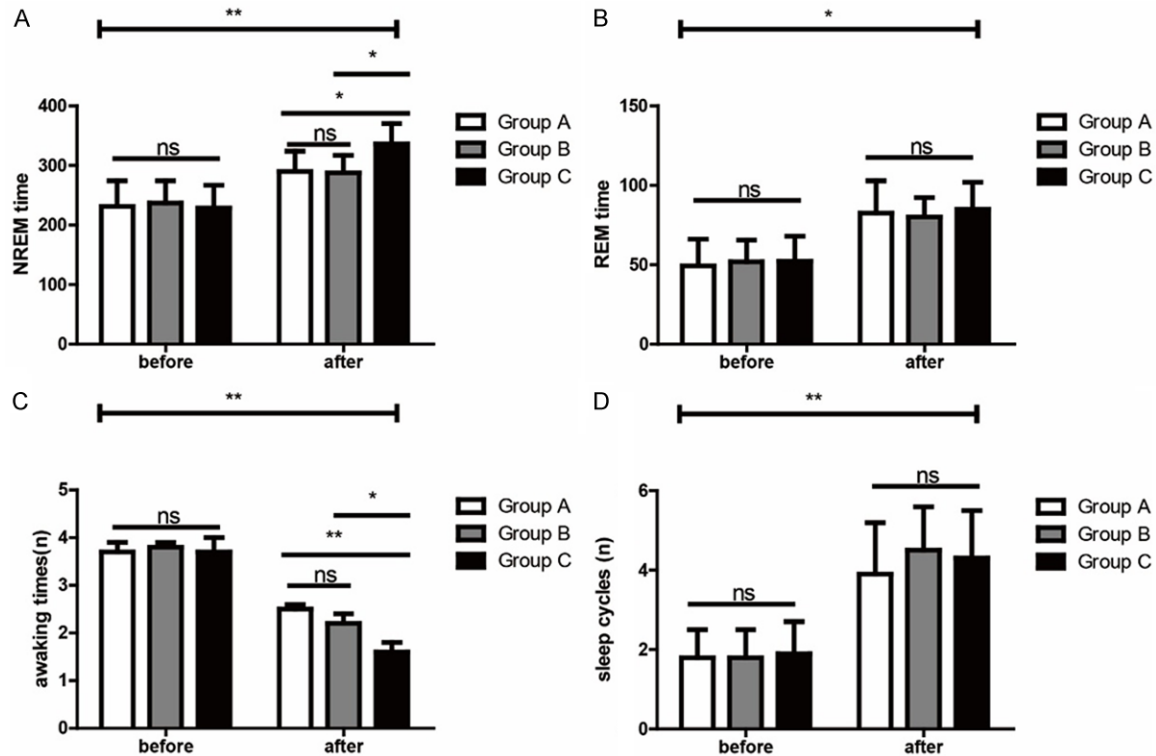 A
**
*
*
ns
ns
NREM time
400
300
200
100
0
before
after
Group A
Group B
Group C
B
*
ns
ns
REM time
150
100
50
0
before
after
Group A
Group B
Group C
C
**
*
**
ns
ns
awaking times(n)
5
4
3
2
1
0
before
after
Group A
Group B
Group C
D
**
ns
ns
sleep cycles (n)
6
4
2
0
before
after
Group A
Group B
Group C